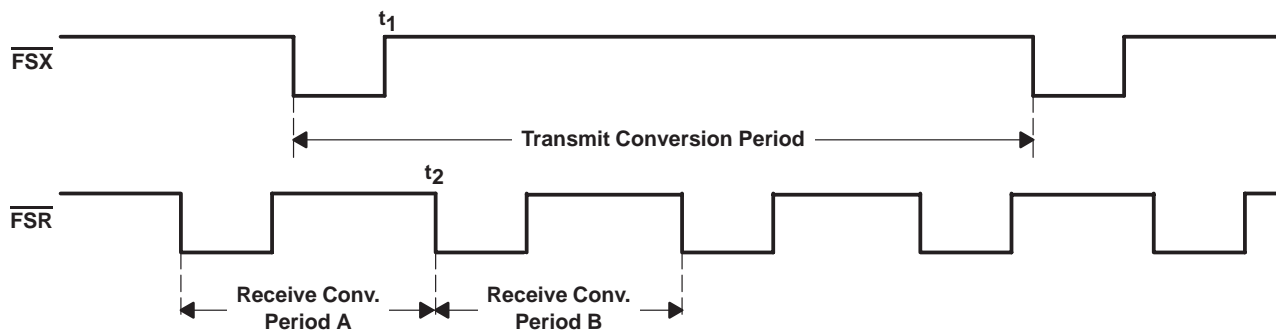 t1
FSX
Transmit Conversion Period
t2
FSR
Receive Conv.
Period A
Receive Conv.
Period B